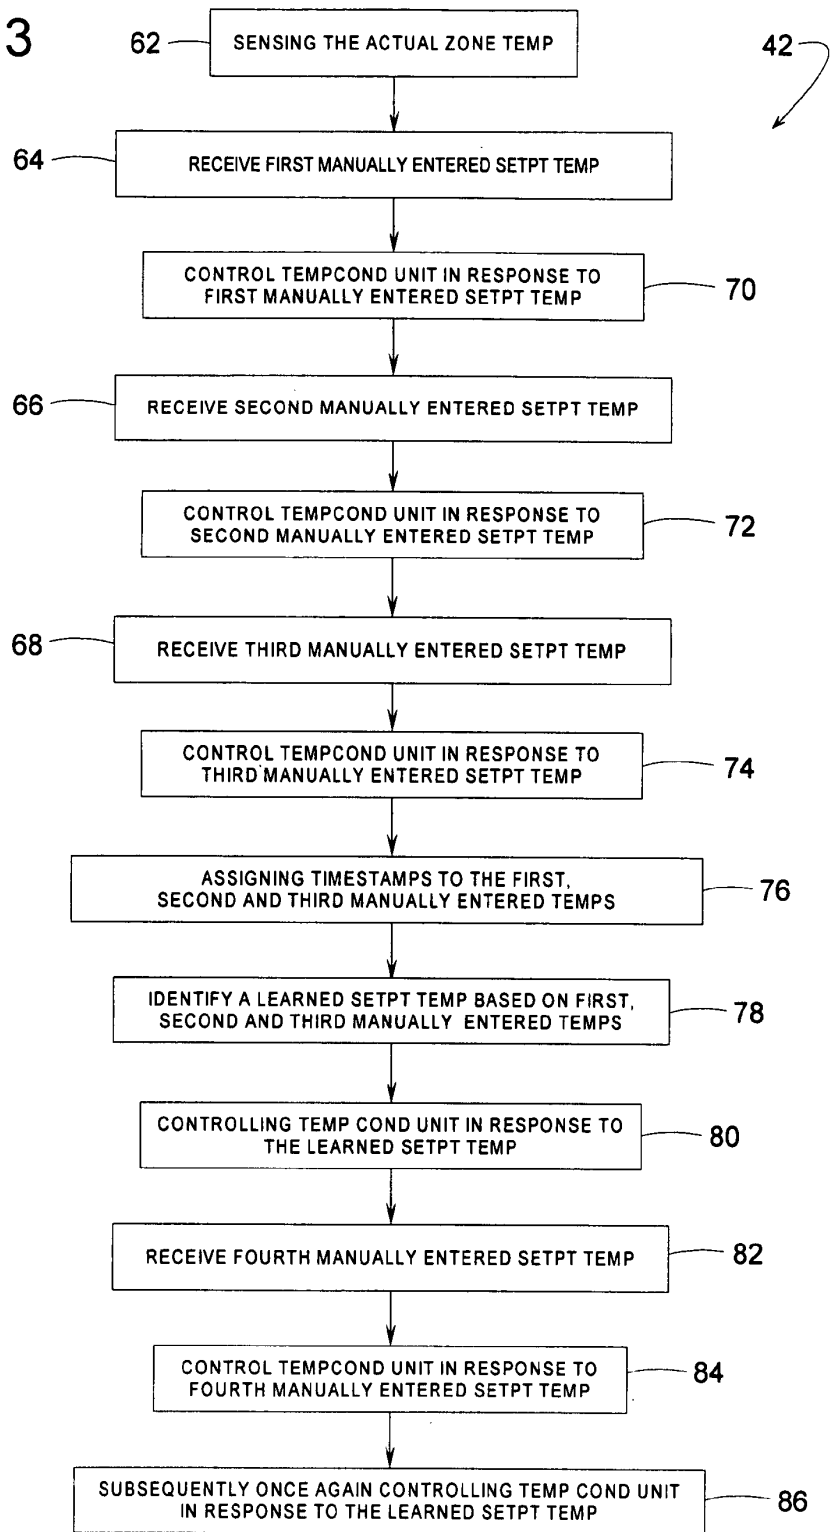 3
62
SENSING THE ACTUAL ZONE TEMP
42
64
RECEIVE FIRST MANUALLY ENTERED SETPT TEMP
CONTROL TEMPCOND UNIT IN RESPONSE TO
FIRST MANUALLY ENTERED SETPT TEMP
70
66
RECEIVE SECOND MANUALLY ENTERED SETPT TEMP
CONTROL TEMPCOND UNIT IN RESPONSE TO
SECOND MANUALLY ENTERED SETPT TEMP
72
68
RECEIVE THIRD MANUALLY ENTERED SETPT TEMP
CONTROL TEMPCOND UNIT IN RESPONSE TO
THIRD MANUALLY ENTERED SETPT TEMP
74
ASSIGNING TIMESTAMPS TO THE FIRST,
SECOND AND THIRD MANUALLY ENTERED TEMPS
76
IDENTIFY A LEARNED SETPT TEMP BASED ON FIRST,
SECOND AND THIRD MANUALLY ENTERED TEMPS
78
CONTROLLING TEMP COND UNIT IN RESPONSE TO
THE LEARNED SETPT TEMP
80
RECEIVE FOURTH MANUALLY ENTERED SETPT TEMP
82
CONTROL TEMPCOND UNIT IN RESPONSE TO
FOURTH MANUALLY ENTERED SETPT TEMP
84
SUBSEQUENTLY ONCE AGAIN CONTROLLING TEMP COND UNIT
IN RESPONSE TO THE LEARNED SETPT TEMP
86